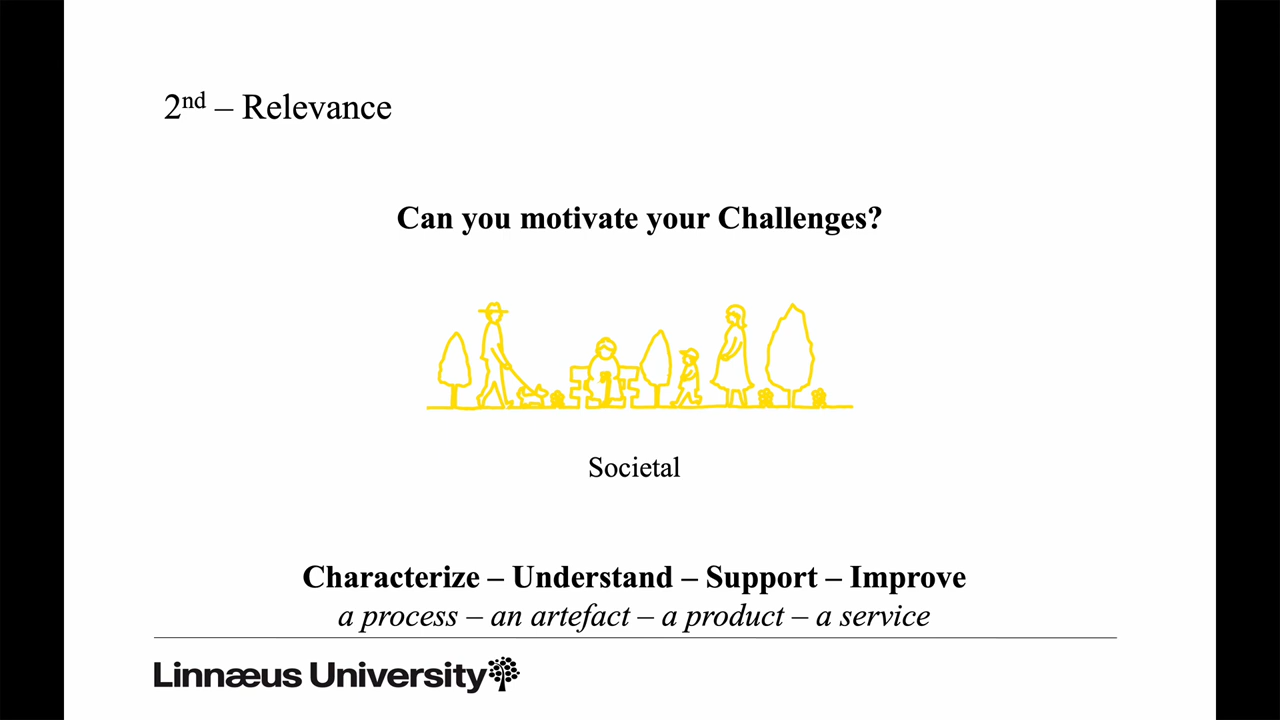 2nd – Relevance
Can you motivate your Challenges?
Societal
Characterize – Understand – Support – Improve
a process – an artefact – a product – a service
Linnæus University